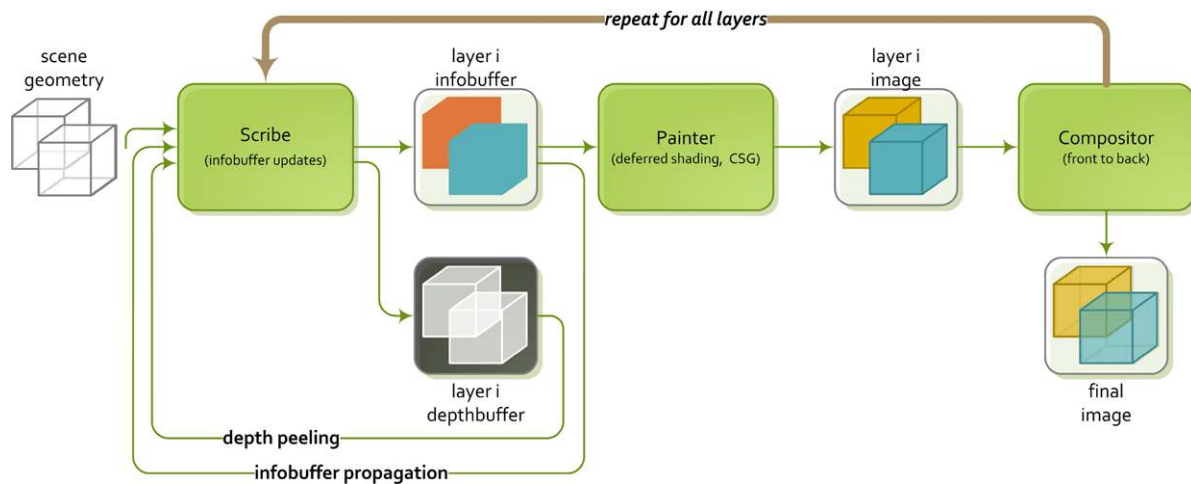 repeat for all layers
scene
geometry
layer i
infobuffer
layer i
image
Scribe
(infobuffer updates)
Painter
(deferred shading, CSG)
Compositor
(front to back)
layer i
depthbuffer
final
image
depth peeling
infobuffer propagation